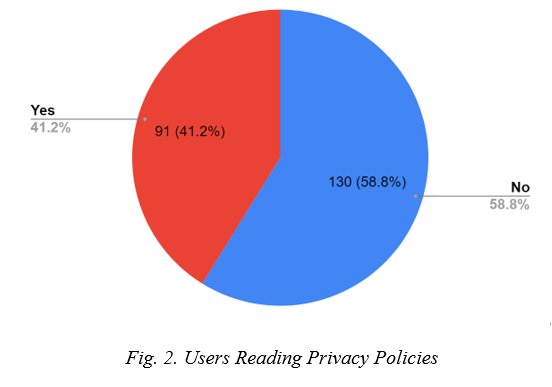 Yes
41.2%
91 (41.2%)
130 (58.8%)
No
58.8%
Fig. 2. Users Reading Privacy Policies